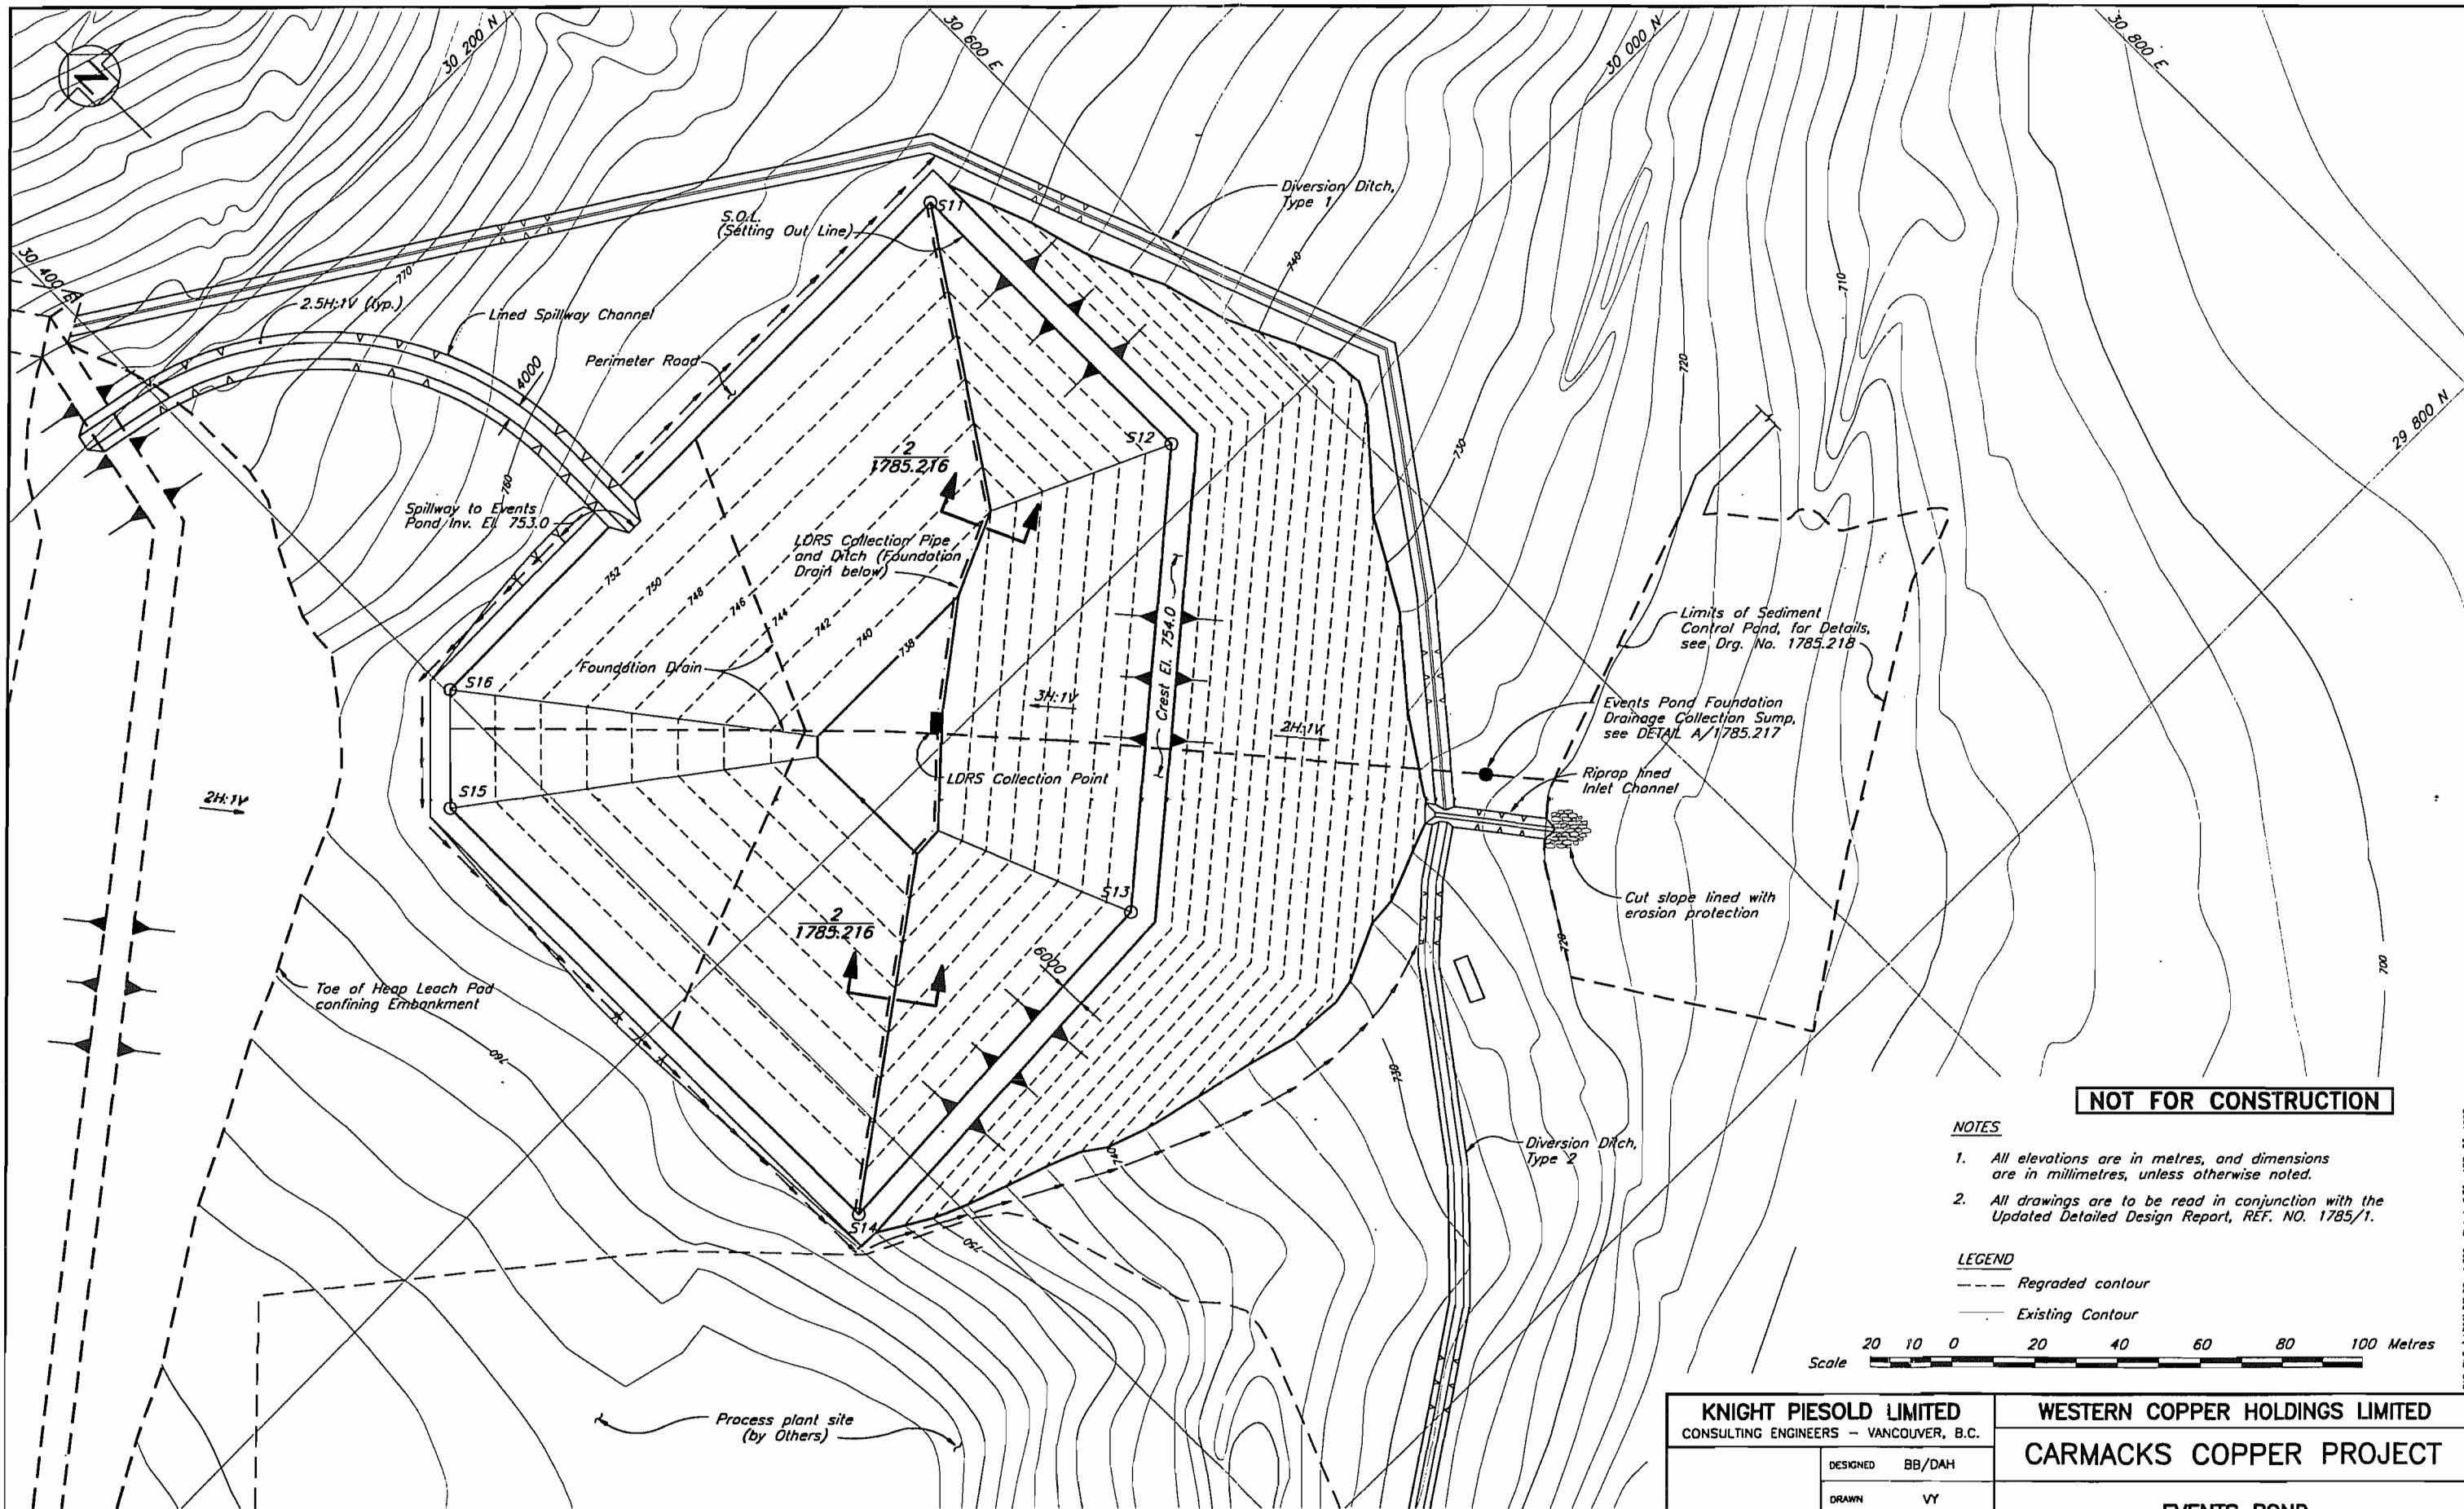 N
30 200 N
30 600 E
30 000 N
30 800 E
29 800 N
30 400 E
Diversion Ditch,
Type 1
S11
S.O.L.
(Setting Out Line)
740
710
770
2.5H:1V (typ.)
Lined Spillway Channel
Perimeter Road
4000
720
730
S12
2
1785.216
760
Spillway to Events
Pond Inv. El. 753.0
LDRS Collection Pipe
and Ditch (Foundation
Drain below)
752
750
748
746
744
742
740
738
Foundation Drain
S16
3H:1V
Crest El. 754.0
2H:1V
Limits of Sediment
Control Pond, for Details,
see Drg. No. 1785.218
Events Pond Foundation
Drainage Collection Sump,
see DETAIL A/1785.217
Riprap lined
Inlet Channel
LDRS Collection Point
S15
2H:1V
S13
Cut slope lined with
erosion protection
720
2
1785.216
6000
700
Toe of Heap Leach Pad
confining Embankment
760
730
740
Diversion Ditch,
Type 2
S14
750
Process plant site
(by Others)
NOT FOR CONSTRUCTION
NOTES
1. All elevations are in metres, and dimensions
are in millimetres, unless otherwise noted.
2. All drawings are to be read in conjunction with the
Updated Detailed Design Report, REF. NO. 1785/1.
LEGEND
Regraded contour
Existing Contour
Scale 20 10 0 20 40 60 80 100 Metres
KNIGHT PIESOLD LIMITED
CONSULTING ENGINEERS – VANCOUVER, B.C.
WESTERN COPPER HOLDINGS LIMITED
CARMACKS COPPER PROJECT
DESIGNED BB/DAH
DRAWN VY
EVENTS POND